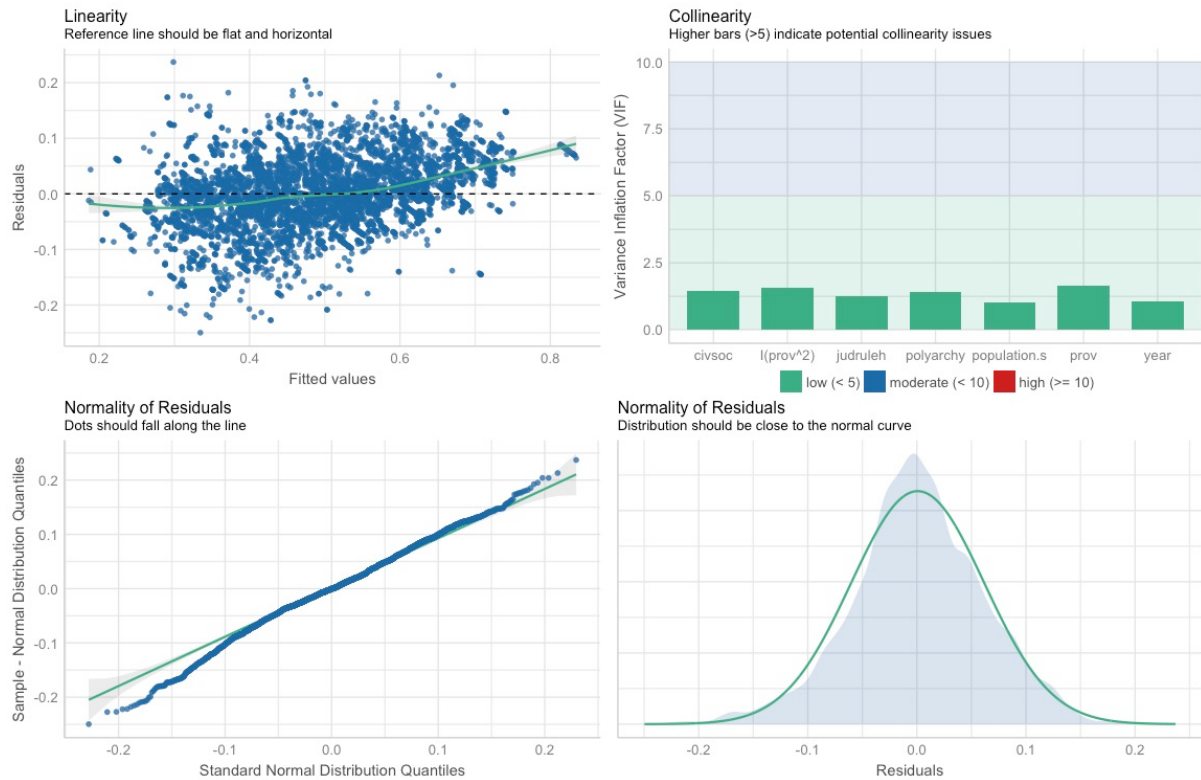 Linearity
Reference line should be flat and horizontal
Residuals
0.2
0.1
0.0
-0.1
-0.2
0.2
0.4
0.6
0.8
Fitted values
Collinearity
Higher bars (>5) indicate potential collinearity issues
Variance Inflation Factor (VIF)
10.0
7.5
5.0
2.5
0.0
civsoc
I(prov^2)
judruleh
polyarchy
population.s
prov
year
low (< 5)
moderate (< 10)
high (>= 10)
Normality of Residuals
Dots should fall along the line
Sample - Normal Distribution Quantiles
0.2
0.1
0.0
-0.1
-0.2
-0.2
-0.1
0.0
0.1
0.2
Standard Normal Distribution Quantiles
Normality of Residuals
Distribution should be close to the normal curve
-0.2
-0.1
0.0
0.1
0.2
Residuals